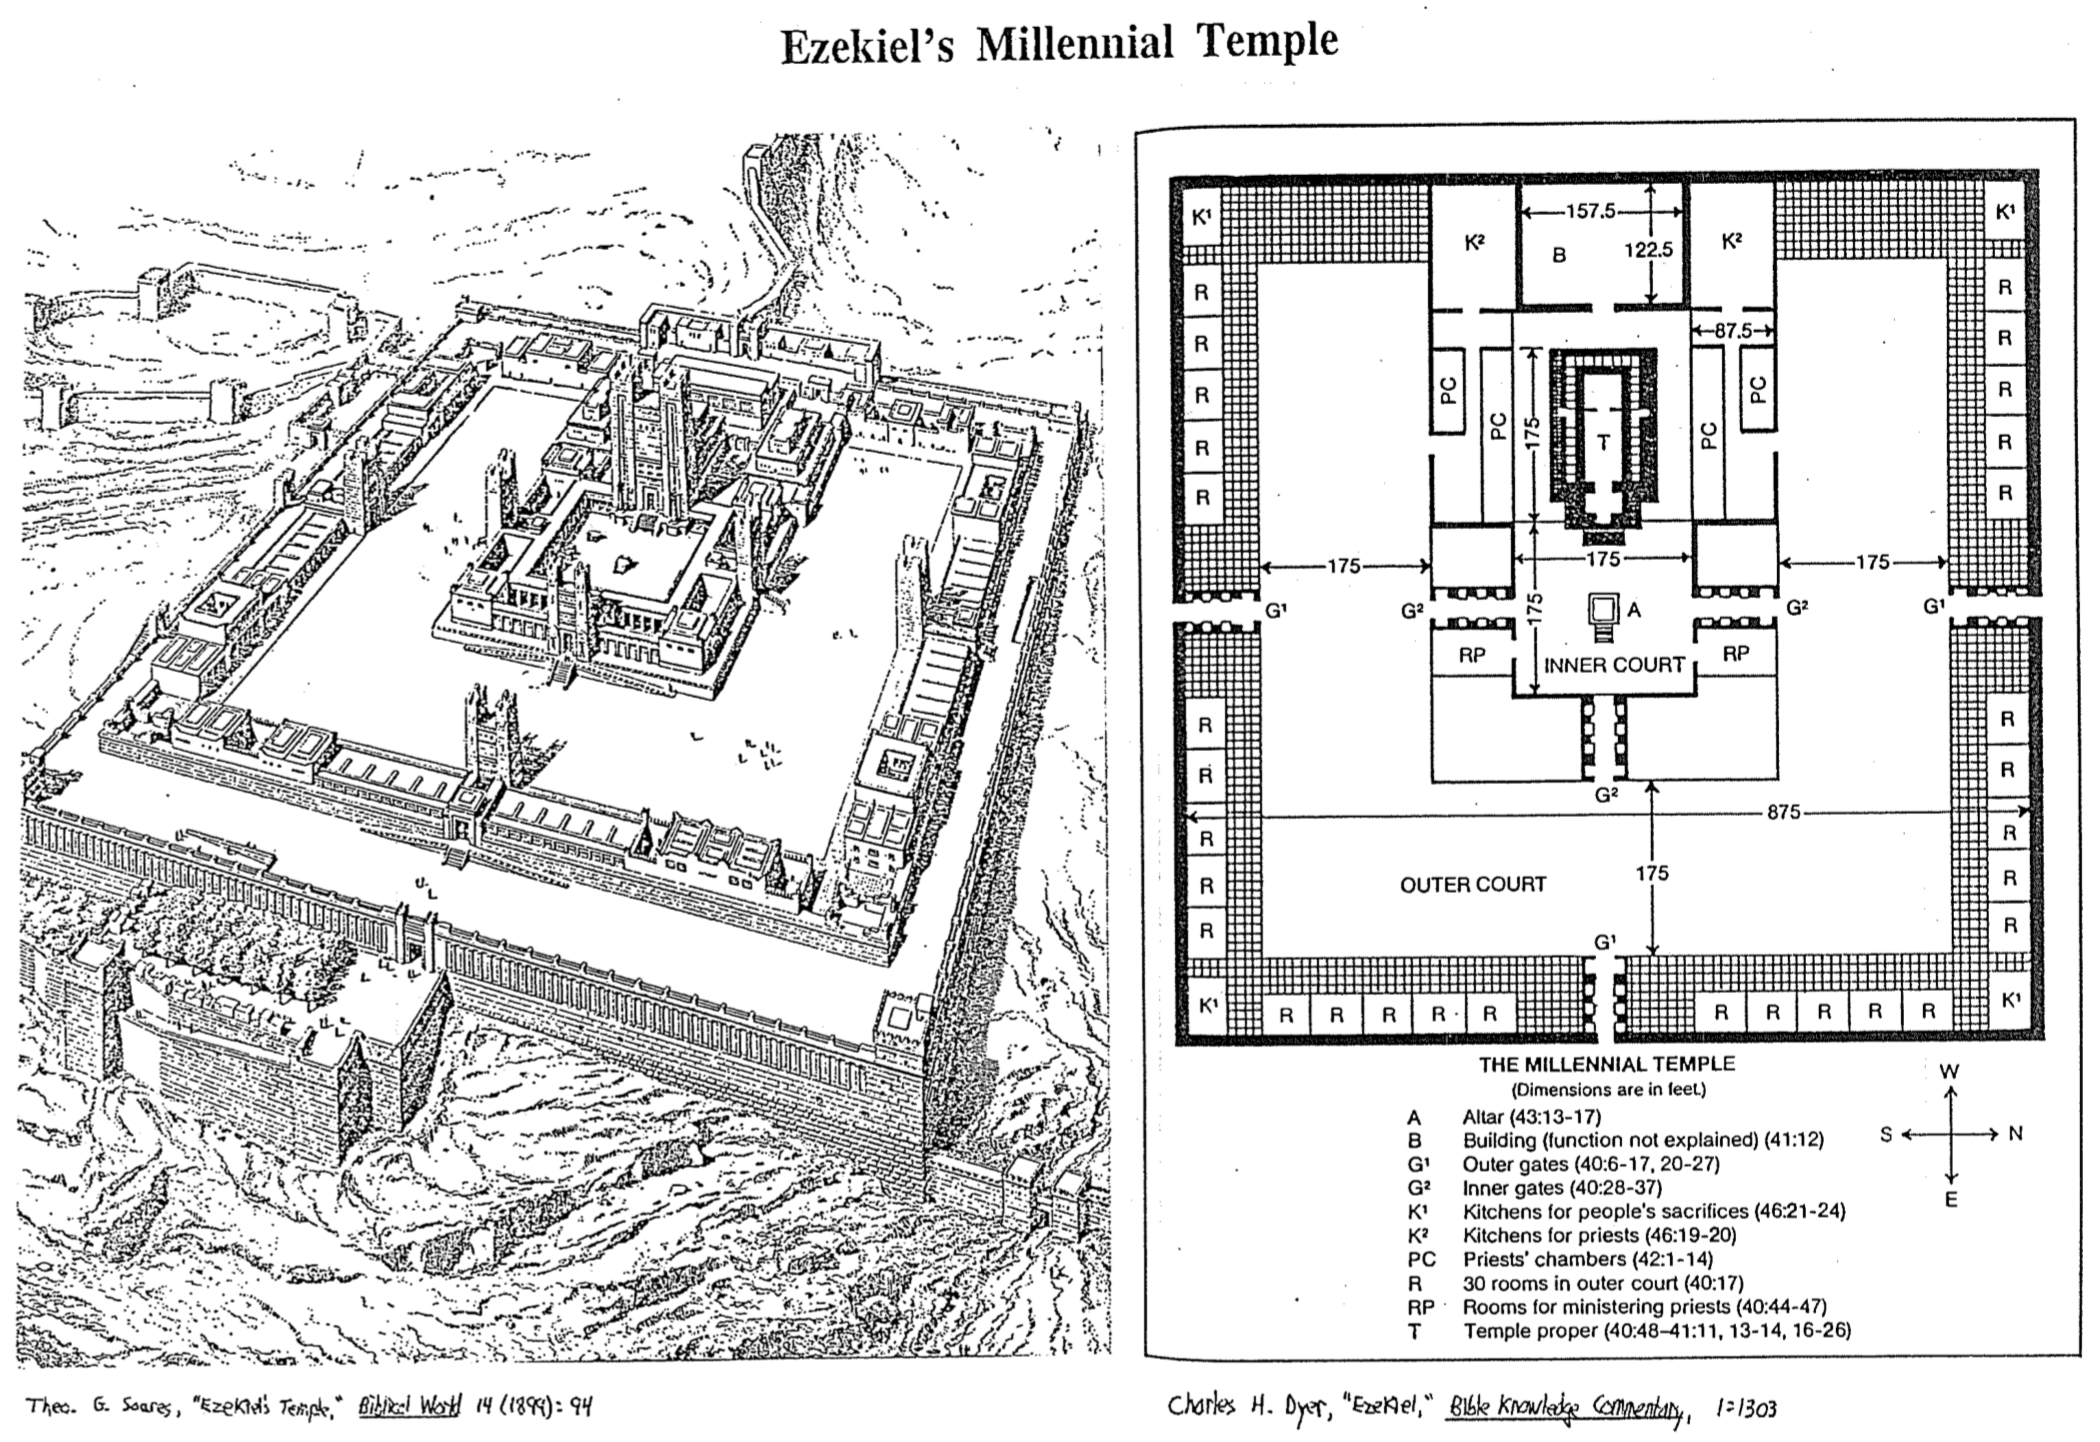 Ezekiel's Millennial Temple
K¹
K²
157.5
B
122.5
K²
K¹
R
R
87.5
R
R
R
PC
PC
175
T
PC
PC
R
R
R
R
R
175
175
175
G¹
G²
175
A
G²
G¹
RP
INNER COURT
RP
R
R
R
R
G²
875
R
R
175
OUTER COURT
R
R
R
R
G¹
K¹
R
R
R
R
R
R
R
R
R
R
K¹
THE MILLENNIAL TEMPLE
(Dimensions are in feet.)
A Altar (43:13-17)
B Building (function not explained) (41:12)
G¹ Outer gates (40:6-17, 20-27)
G² Inner gates (40:28-37)
K¹ Kitchens for people's sacrifices (46:21-24)
K² Kitchens for priests (46:19-20)
PC Priests' chambers (42:1-14)
R 30 rooms in outer court (40:17)
RP Rooms for ministering priests (40:44-47)
T Temple proper (40:48-41:11, 13-14, 16-26)
W
S N
E
Theo. G. Soares, "Ezekiel's Temple," Biblical World 14 (1899): 94
Charles H. Dyer, "Ezekiel," Bible Knowledge Commentary, 1:1303